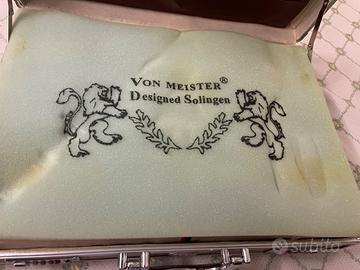 VON MEISTER®
Designed Solingen
subito